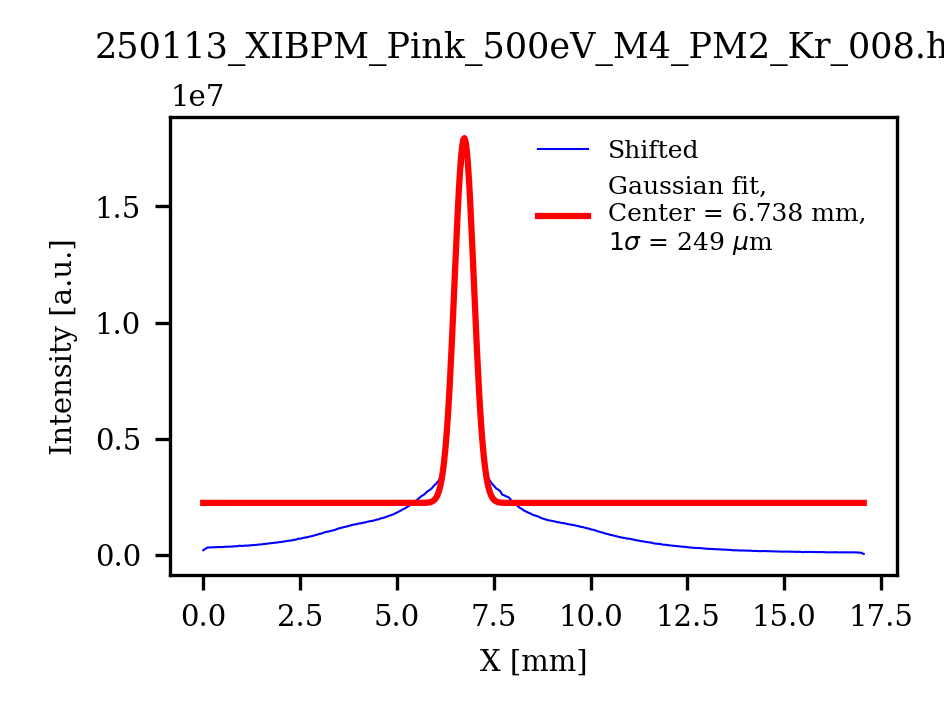 250113_XIBPM_Pink_500eV_M4_PM2_Kr_008.h
1e7
Shifted
Gaussian fit,
Center = 6.738 mm,
1σ = 249 μm
Intensity [a.u.]
1.5
1.0
0.5
0.0
0.0 2.5 5.0 7.5 10.0 12.5 15.0 17.5
X [mm]